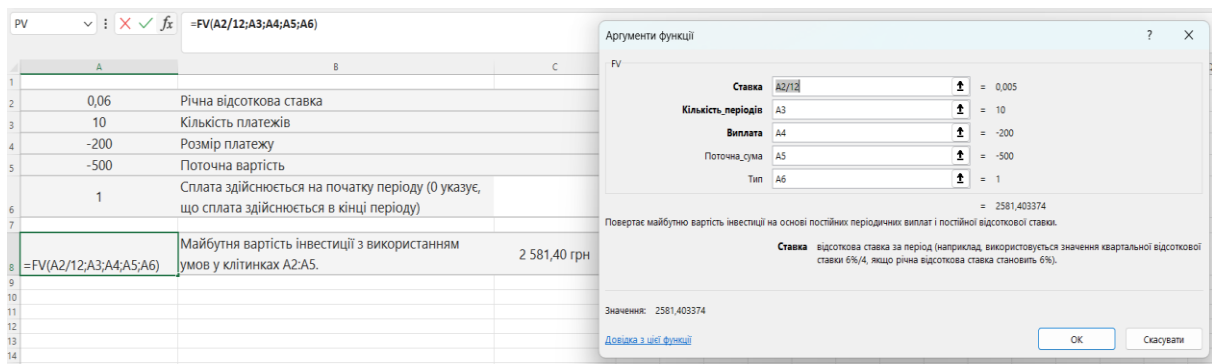 PV
fx
=FV(A2/12;A3;A4;A5;A6)
A
B
C
1
2
0,06
Річна відсоткова ставка
3
10
Кількість платежів
4
-200
Розмір платежу
5
-500
Поточна вартість
6
1
Сплата здійснюється на початку періоду (0 указує,
що сплата здійснюється в кінці періоду)
7
8
=FV(A2/12;A3;A4;A5;A6)
Майбутня вартість інвестиції з використанням
умов у клітинках A2:A5.
2 581,40 грн
9
10
11
12
13
14
Аргументи функції
?
FV
Ставка A2/12 = 0,005
Кількість_періодів A3 = 10
Виплата A4 = -200
Поточна_сума A5 = -500
Тип A6 = 1
= 2581,403374
Повертає майбутню вартість інвестиції на основі постійних періодичних виплат і постійної відсоткової ставки.
Ставка відсоткова ставка за період (наприклад, використовується значення квартальної відсоткової
ставки 6%/4, якщо річна відсоткова ставка становить 6%).
Значення: 2581,403374
Довідка з цієї функції
ОК
Скасувати